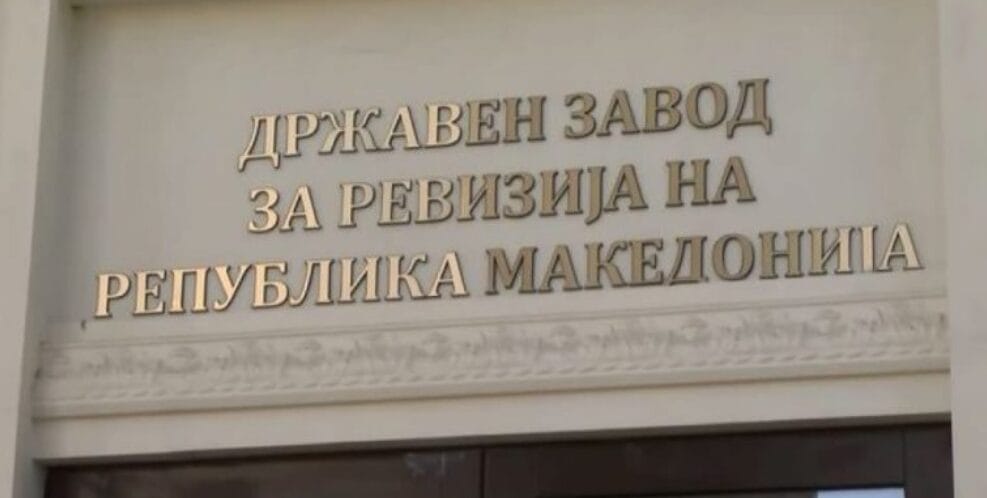 ДРЖАВЕН ЗАВОД
ЗА РЕВИЗИЈА НА
РЕПУБЛИКА МАКЕДОНИЈА